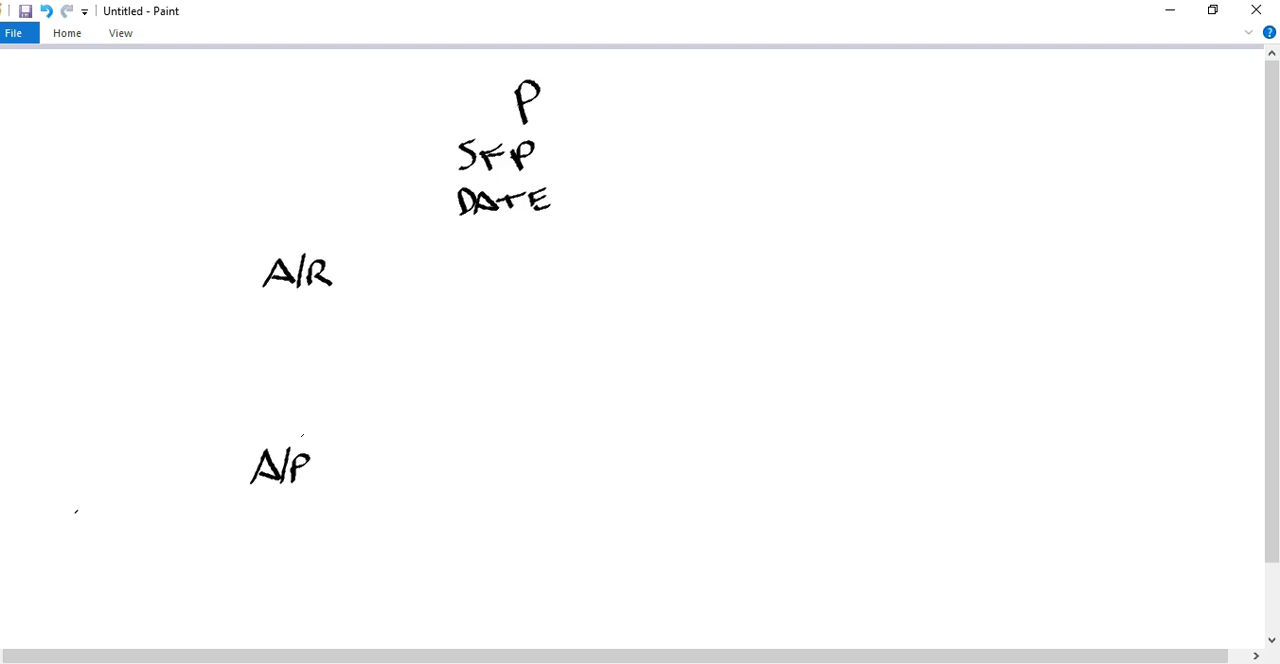 Untitled - Paint
File Home View
P
SFP
DATE
A/R
A/P